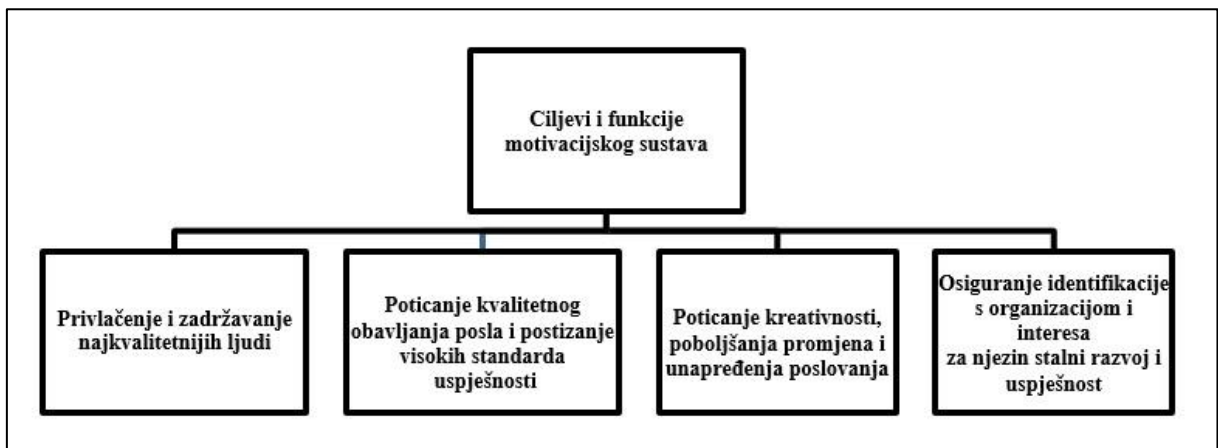 Ciljevi i funkcije
motivacijskog sustava
Privlačenje i zadržavanje
najkvalitetnijih ljudi
Poticanje kvalitetnog
obavljanja posla i postizanje
visokih standarda
uspješnosti
Poticanje kreativnosti,
poboljšanja promjena i
unapređenja poslovanja
Osiguranje identifikacije
s organizacijom i
interesa
za njezin stalni razvoj i
uspješnost